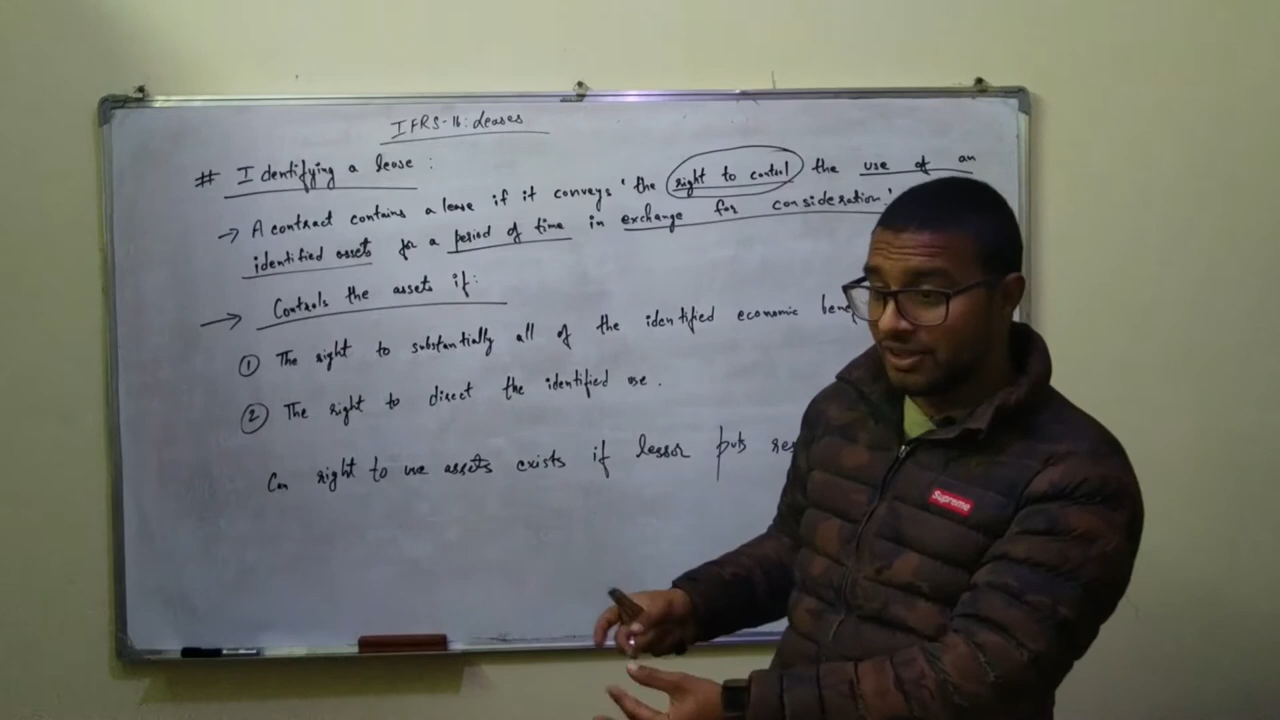 IFRS-16: Leases
# Identifying a lease :
→ A contract contains a lease if it conveys 'the right to control the use of an
identified assets for a period of time in exchange for consideration.'
→ Controls the assets if:
① The right to substantially all of the identified economic bene
② The right to direct the identified use.
Can right to use assets exists if lessor puts res
Supreme